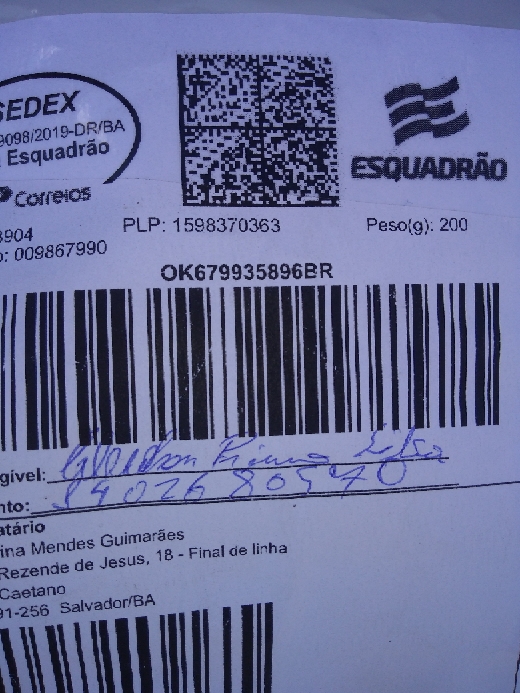 SEDEX
9098/2019-DR/BA
Esquadrão
Correios
ESQUADRÃO
3904
PLP: 1598370363
Peso(g): 200
o: 009867990
OK679935896BR
gível:
nto:
atário
ina Mendes Guimarães
Rezende de Jesus, 18 - Final de linha
Caetano
91-256 Salvador/BA